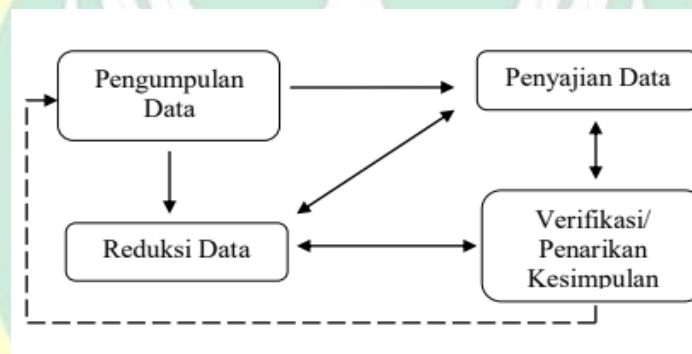 Pengumpulan
Data
Penyajian Data
Reduksi Data
Verifikasi/
Penarikan
Kesimpulan